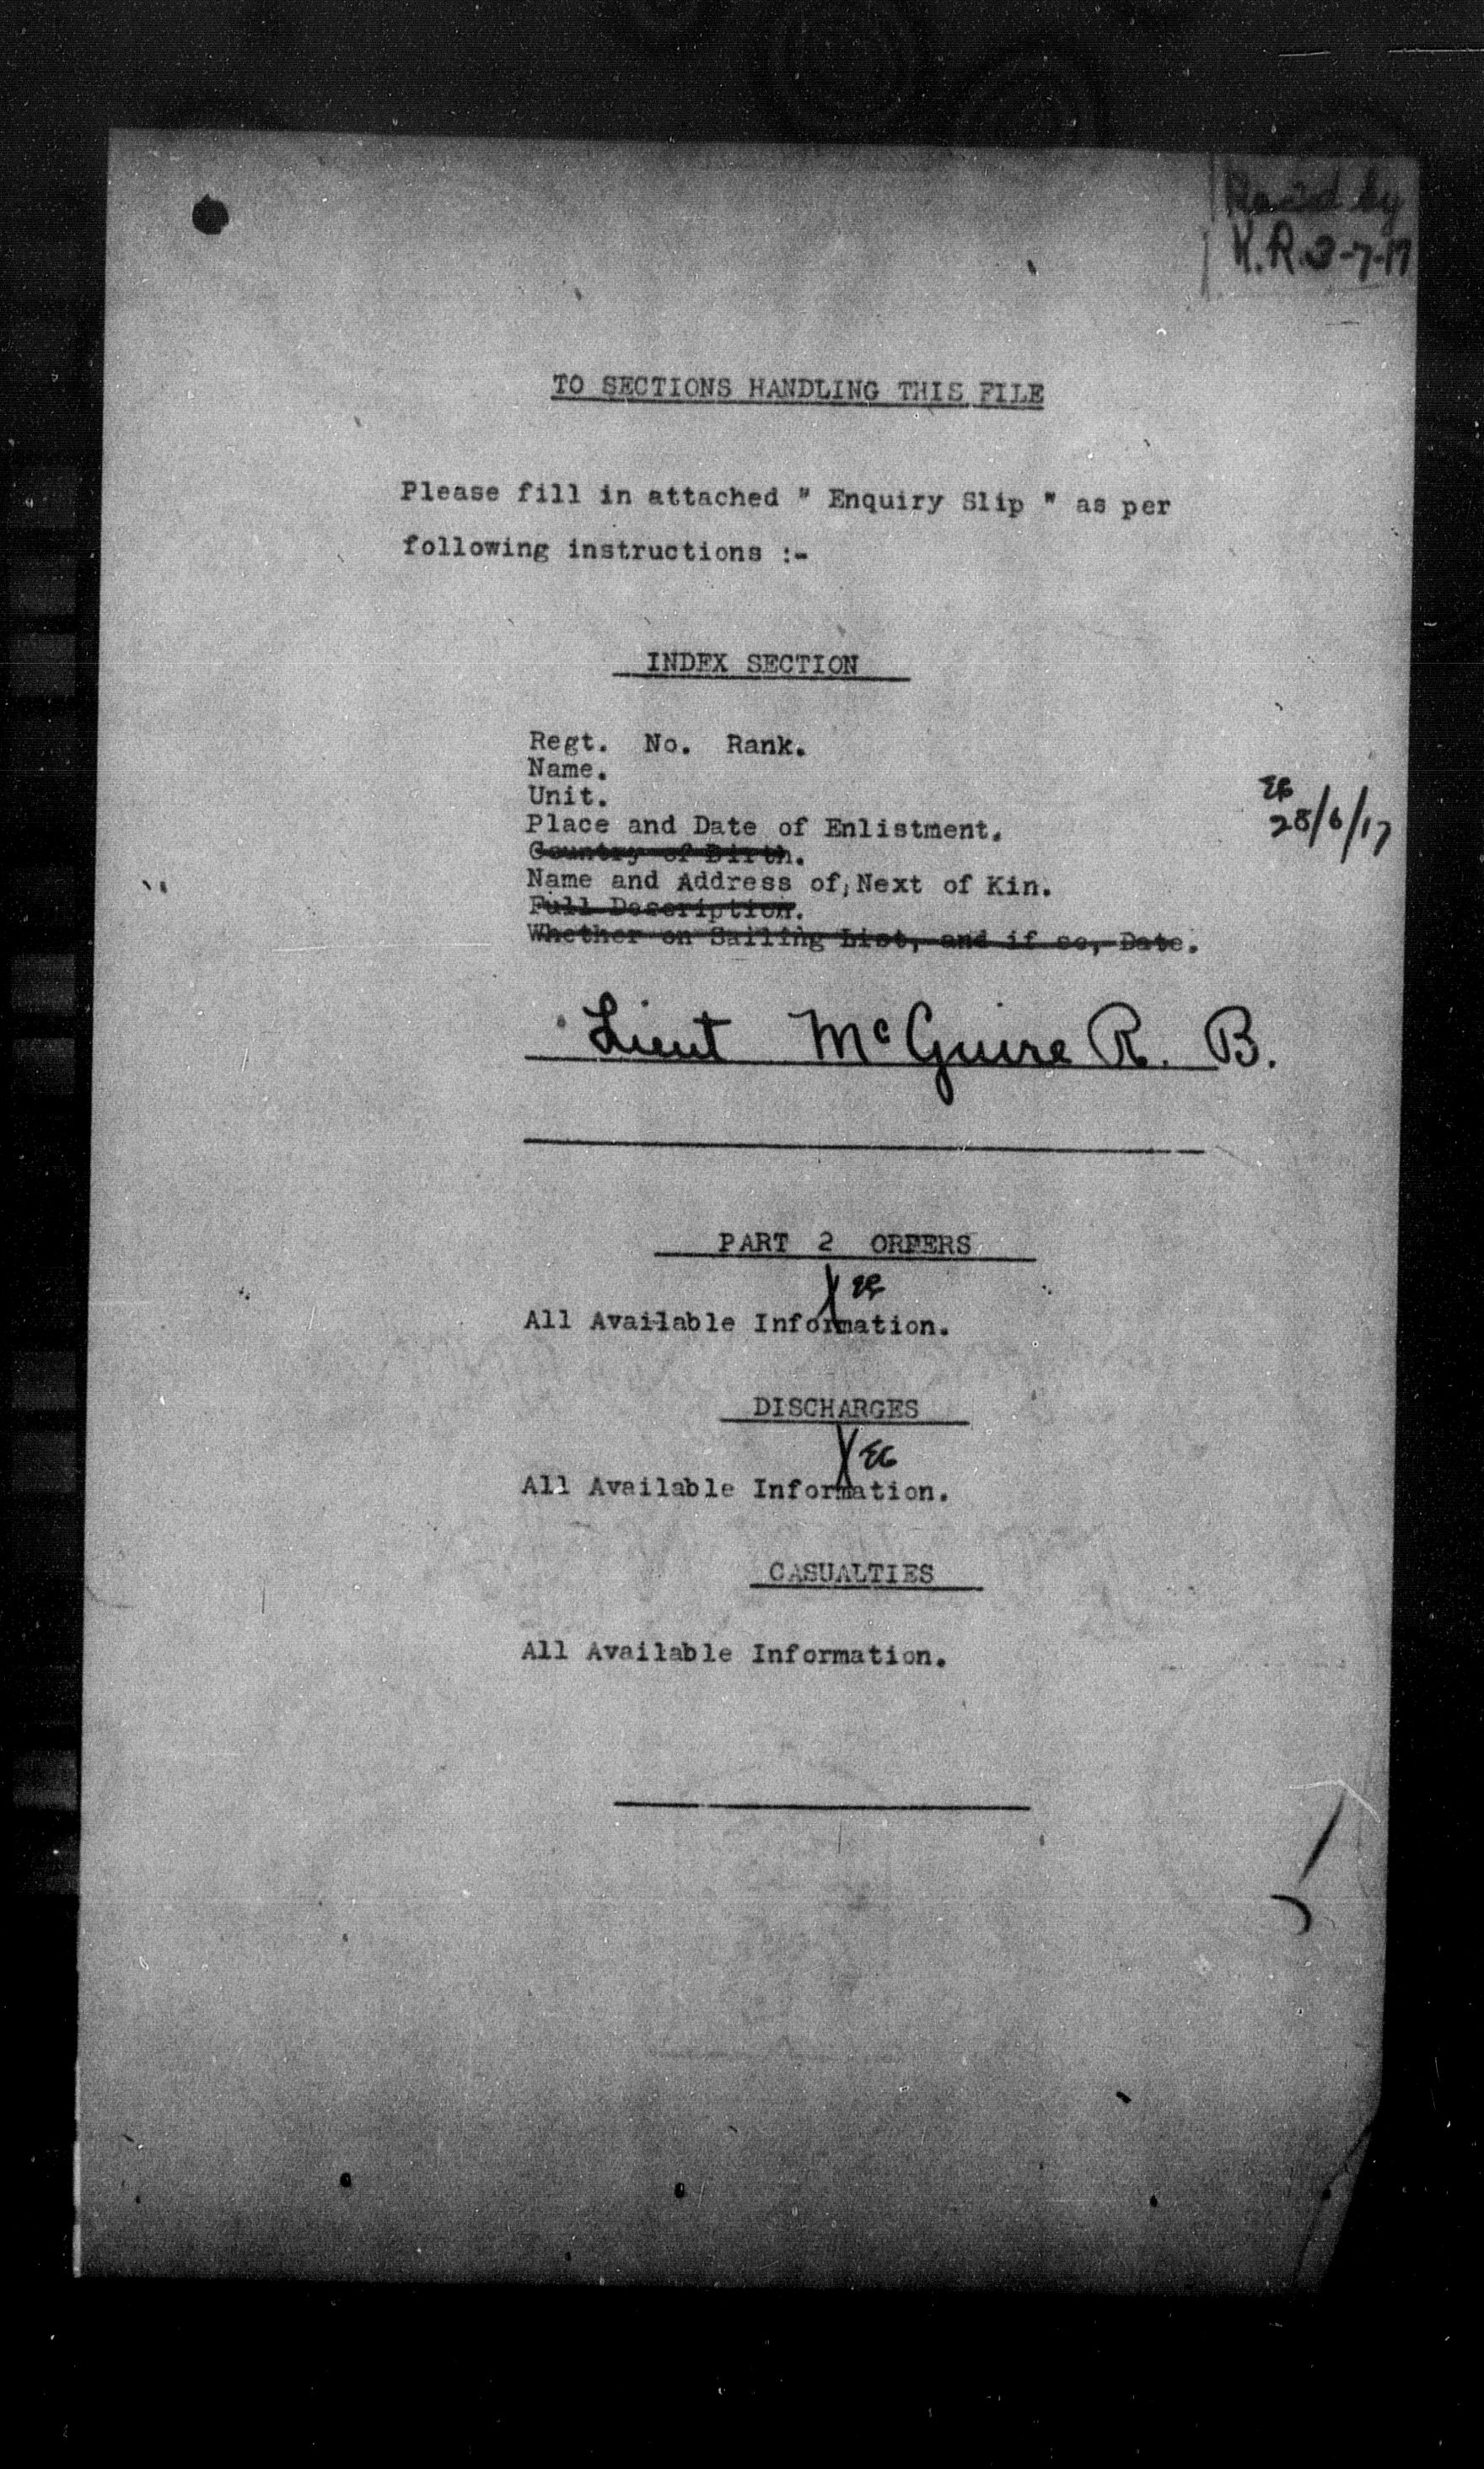 Rec'd by
K.R. 3-7-17
TO SECTIONS HANDLING THIS FILE
Please fill in attached " Enquiry Slip " as per
following instructions :-
INDEX SECTION
Regt. No. Rank.
Name.
Unit.
Place and Date of Enlistment.
28/6/17
Country of Birth.
Name and Address of, Next of Kin.
Full Description.
Whether on Sailing List, and if so, Date.
Lieut McGuire R. B.
PART 2 ORDERS
All Available Information.
DISCHARGES
All Available Information.
CASUALTIES
All Available Information.